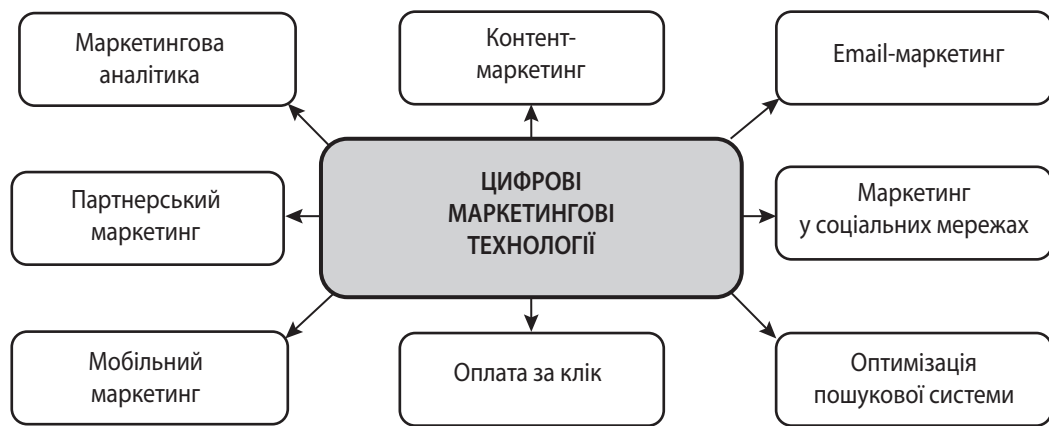 Маркетингова
аналітика
Контент-
маркетинг
Email-маркетинг
Партнерський
маркетинг
ЦИФРОВІ
МАРКЕТИНГОВІ
ТЕХНОЛОГІЇ
Маркетинг
у соціальних мережах
Мобільний
маркетинг
Оплата за клік
Оптимізація
пошукової системи